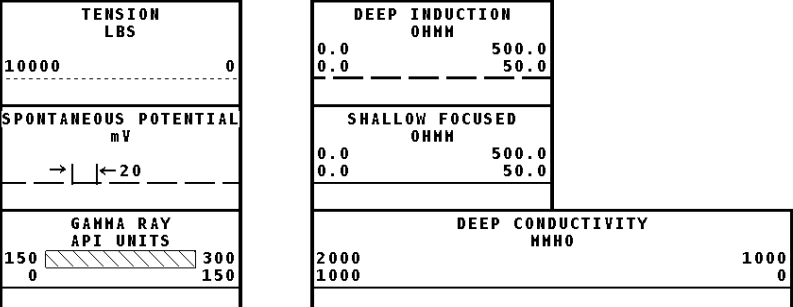 TENSION
LBS
10000 0
SPONTANEOUS POTENTIAL
mV
→ ←20
GAMMA RAY
API UNITS
150 300
0 150
DEEP INDUCTION
OHMM
0.0 500.0
0.0 50.0
SHALLOW FOCUSED
OHMM
0.0 500.0
0.0 50.0
DEEP CONDUCTIVITY
MMHO
2000 1000
1000 0